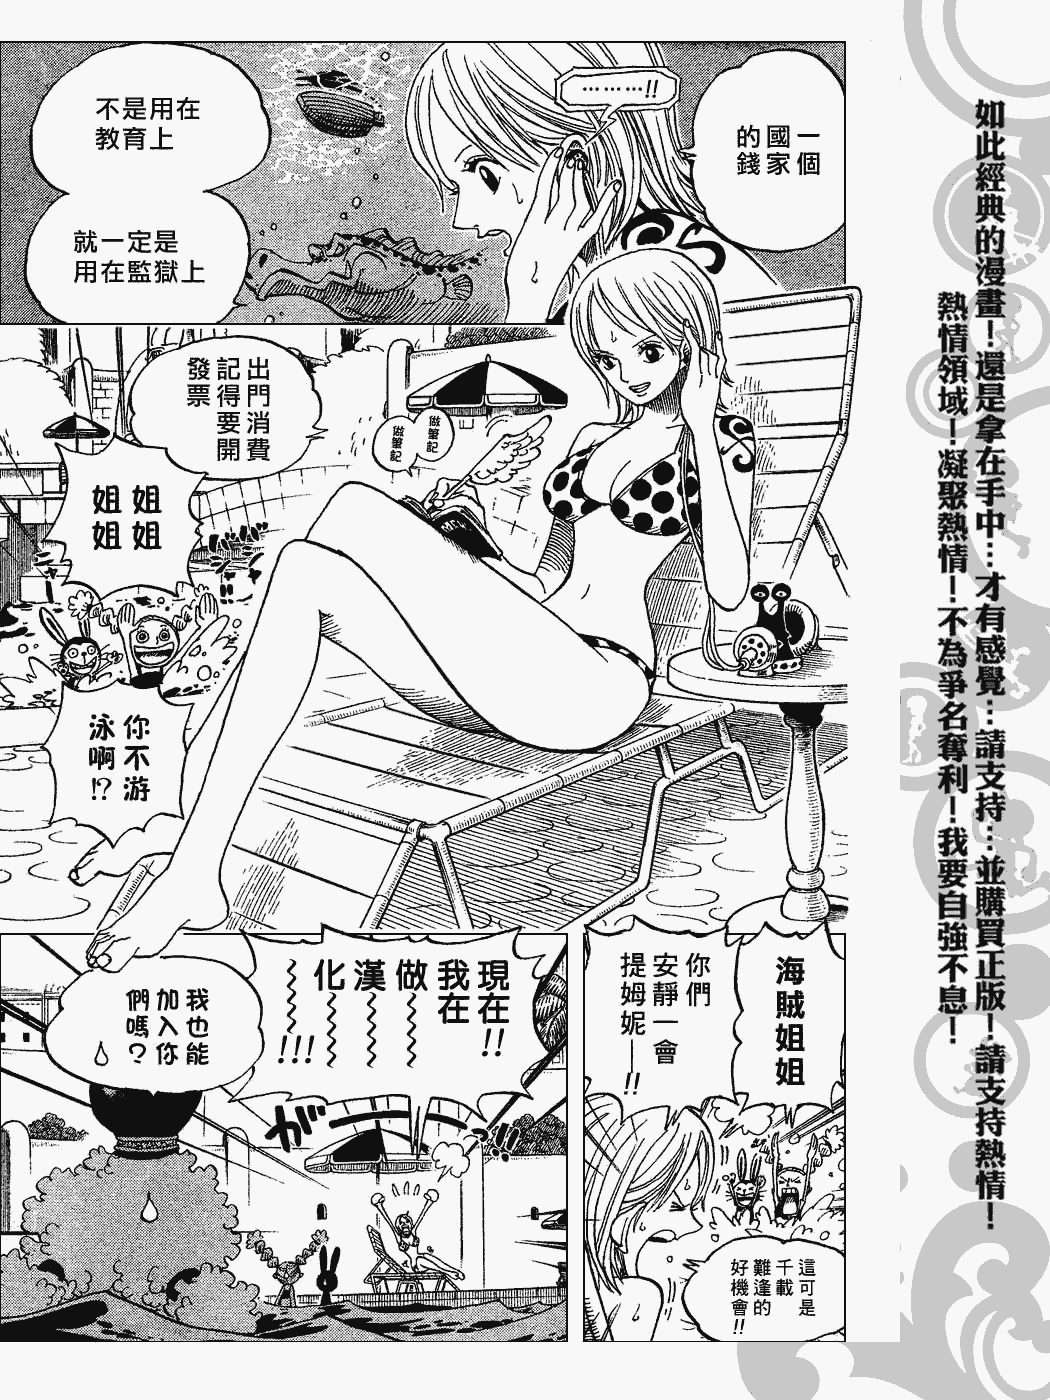 一個
國家
的錢
………!!
不是用在
教育上
就一定是
用在監獄上
出門消費
記得要開
發票
做筆記
做筆記
姐姐
姐姐
你不游
泳啊!?
海賊姐姐
你們
安靜一會
提姆妮—!!
這可是
千載
難逢的
好機會!!
現在!!
我在
做～～
漢～～
化～～
～～!!!
我也能
加入你
們嗎？
ガーッ!!
如此經典的漫畫！還是拿在手中…才有感覺…請支持…並購買正版！請支持熱情！
熱情領域！凝聚熱情！不為爭名奪利！我要自強不息！